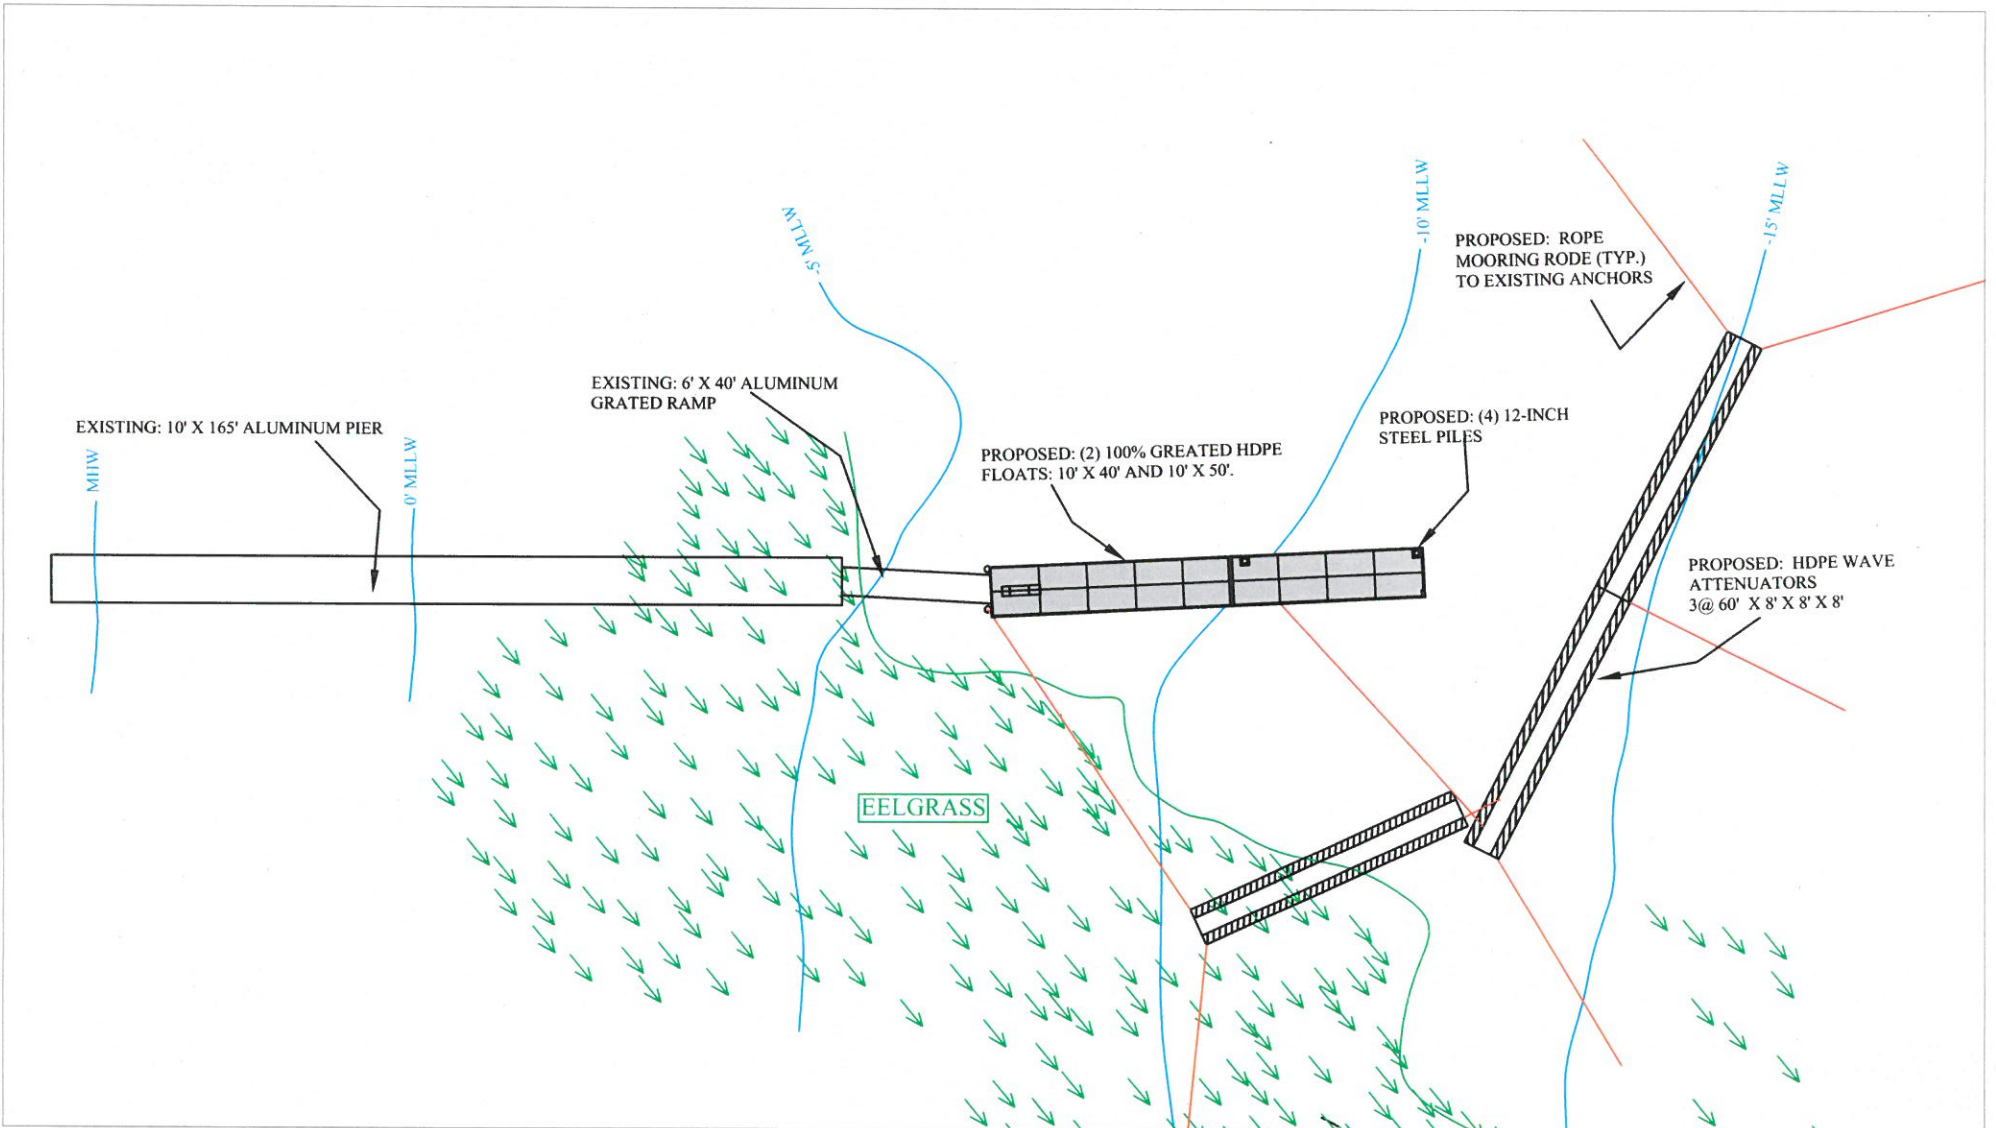 -5' MLLW
-10' MLLW
-15' MLLW
PROPOSED: ROPE
MOORING RODE (TYP.)
TO EXISTING ANCHORS
EXISTING: 6' X 40' ALUMINUM
GRATED RAMP
EXISTING: 10' X 165' ALUMINUM PIER
MHW
0' MLLW
PROPOSED: (2) 100% GREATED HDPE
FLOATS: 10' X 40' AND 10' X 50'.
PROPOSED: (4) 12-INCH
STEEL PILES
PROPOSED: HDPE WAVE
ATTENUATORS
3@ 60' X 8' X 8' X 8'
EELGRASS